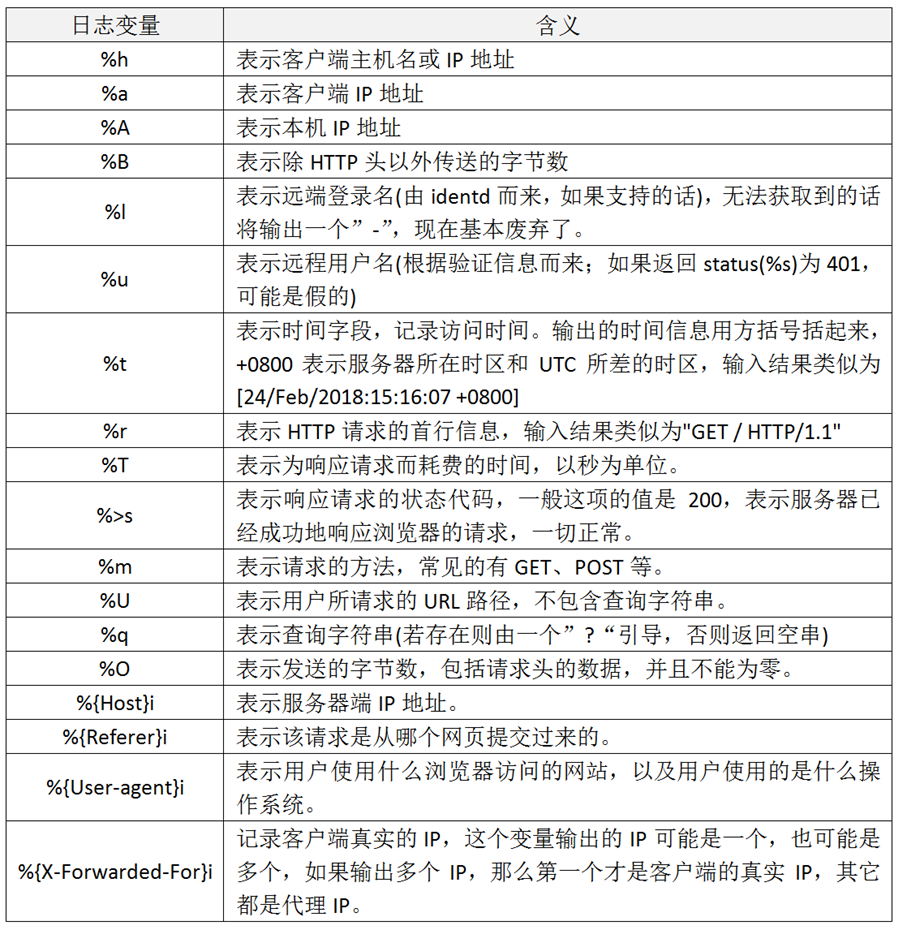 日志变量 含义
%h 表示客户端主机名或 IP 地址
%a 表示客户端 IP 地址
%A 表示本机 IP 地址
%B 表示除 HTTP 头以外传送的字节数
%l 表示远端登录名(由 identd 而来，如果支持的话)，无法获取到的话
将输出一个”-”，现在基本废弃了。
%u 表示远程用户名(根据验证信息而来；如果返回 status(%s)为 401，
可能是假的)
%t 表示时间字段，记录访问时间。输出的时间信息用方括号括起来，
+0800 表示服务器所在时区和 UTC 所差的时区，输入结果类似为
[24/Feb/2018:15:16:07 +0800]
%r 表示 HTTP 请求的首行信息，输入结果类似为"GET / HTTP/1.1"
%T 表示为响应请求而耗费的时间，以秒为单位。
%>s 表示响应请求的状态代码，一般这项的值是 200，表示服务器已
经成功地响应浏览器的请求，一切正常。
%m 表示请求的方法，常见的有 GET、POST 等。
%U 表示用户所请求的 URL 路径，不包含查询字符串。
%q 表示查询字符串(若存在则由一个”?“引导，否则返回空串)
%O 表示发送的字节数，包括请求头的数据，并且不能为零。
%{Host}i 表示服务器端 IP 地址。
%{Referer}i 表示该请求是从哪个网页提交过来的。
%{User-agent}i 表示用户使用什么浏览器访问的网站，以及用户使用的是什么操
作系统。
%{X-Forwarded-For}i 记录客户端真实的 IP，这个变量输出的 IP 可能是一个，也可能是
多个，如果输出多个 IP，那么第一个才是客户端的真实 IP，其它
都是代理 IP。